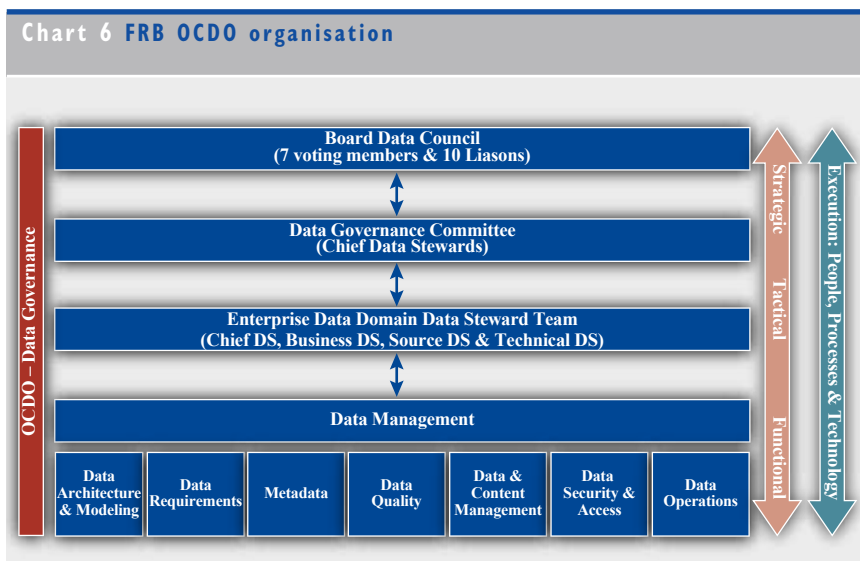 Chart 6 FRB OCDO organisation
OCDO – Data Governance
Board Data Council
(7 voting members & 10 Liasons)
Data Governance Committee
(Chief Data Stewards)
Enterprise Data Domain Data Steward Team
(Chief DS, Business DS, Source DS & Technical DS)
Data Management
Data
Architecture
& Modeling
Data
Requirements
Metadata
Data
Quality
Data &
Content
Management
Data
Security &
Access
Data
Operations
Strategic
Tactical
Functional
Execution: People, Processes & Technology